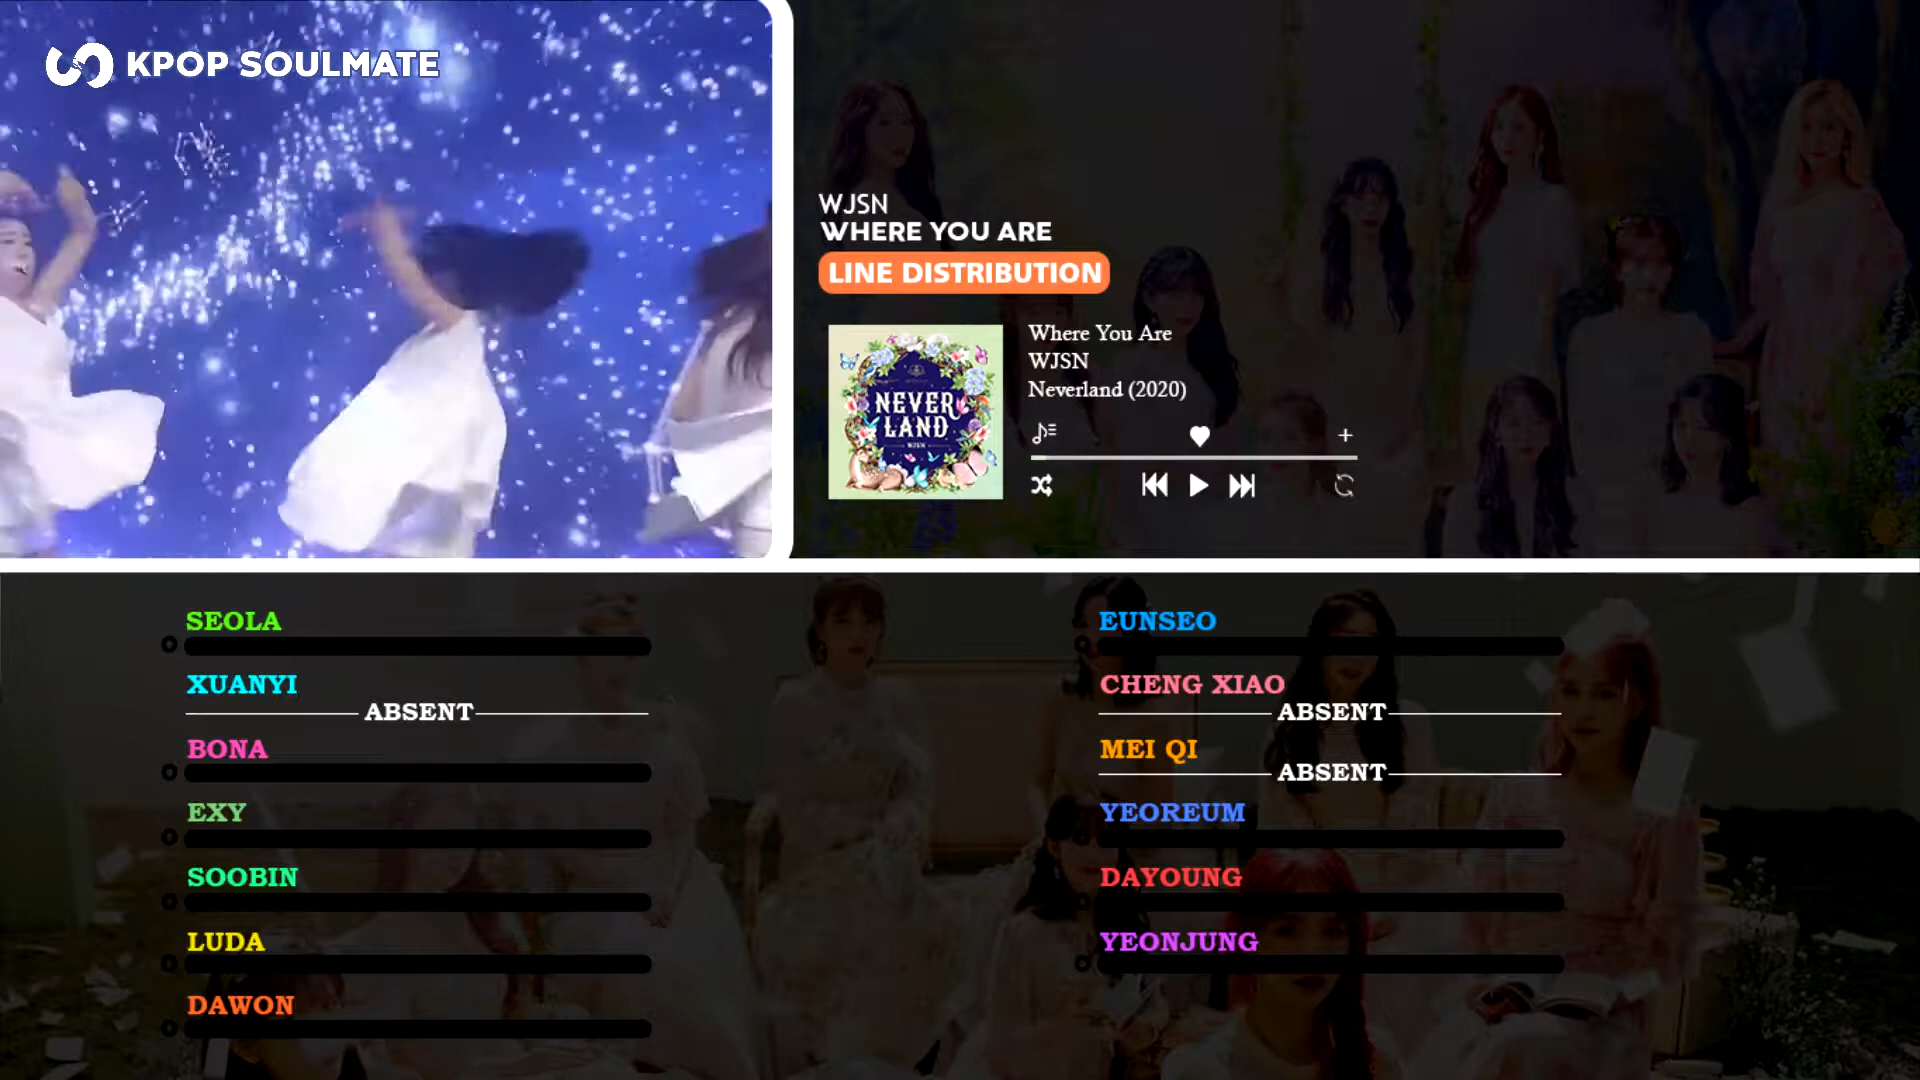 KPOP SOULMATE
WJSN
WHERE YOU ARE
LINE DISTRIBUTION
NEVER
LAND
WJSN
Where You Are
WJSN
Neverland (2020)
SEOLA
XUANYI
ABSENT
BONA
EXY
SOOBIN
LUDA
DAWON
EUNSEO
CHENG XIAO
ABSENT
MEI QI
ABSENT
YEOREUM
DAYOUNG
YEONJUNG